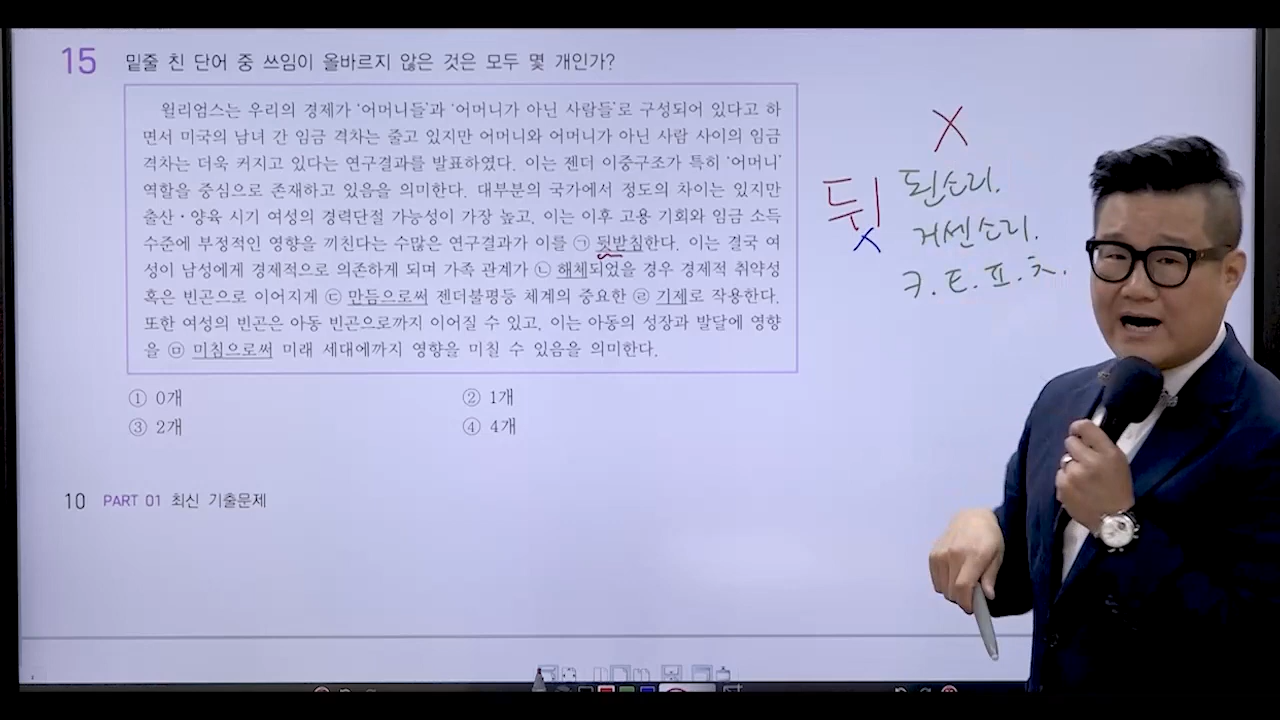 15 밑줄 친 단어 중 쓰임이 올바르지 않은 것은 모두 몇 개인가?
윌리엄스는 우리의 경제가 '어머니들'과 '어머니가 아닌 사람들'로 구성되어 있다고 하
면서 미국의 남녀 간 임금 격차는 줄고 있지만 어머니와 어머니가 아닌 사람 사이의 임금
격차는 더욱 커지고 있다는 연구결과를 발표하였다. 이는 젠더 이중구조가 특히 '어머니'
역할을 중심으로 존재하고 있음을 의미한다. 대부분의 국가에서 정도의 차이는 있지만
출산·양육 시기 여성의 경력단절 가능성이 가장 높고, 이는 이후 고용 기회와 임금 소득
수준에 부정적인 영향을 끼친다는 수많은 연구결과가 이를 ㉠ 뒷받침한다. 이는 결국 여
성이 남성에게 경제적으로 의존하게 되며 가족 관계가 ㉡ 해체되었을 경우 경제적 취약성
혹은 빈곤으로 이어지게 ㉢ 만듦으로써 젠더불평등 체계의 중요한 ㉣ 기제로 작용한다.
또한 여성의 빈곤은 아동 빈곤으로까지 이어질 수 있고, 이는 아동의 성장과 발달에 영향
을 ㉤ 미침으로써 미래 세대에까지 영향을 미칠 수 있음을 의미한다.
① 0개 ② 1개
③ 2개 ④ 4개
10 PART 01 최신 기출문제
X
뒤 된소리.
ㅅ 거센소리.
ㅋ.ㅌ.ㅍ.ㅊ.